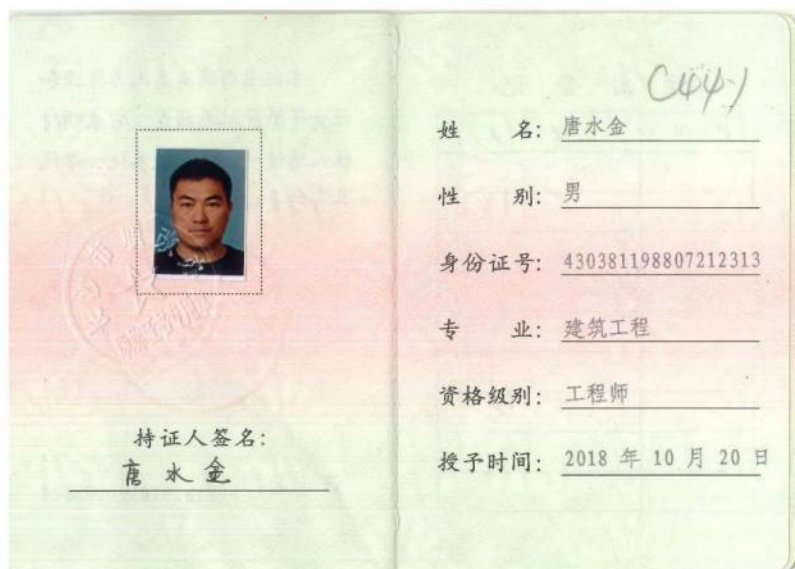 持证人签名：
唐水金
C144-1
姓 名：唐水金
性 别：男
身份证号：430381198807212313
专 业：建筑工程
资格级别：工程师
授予时间：2018 年 10 月 20 日